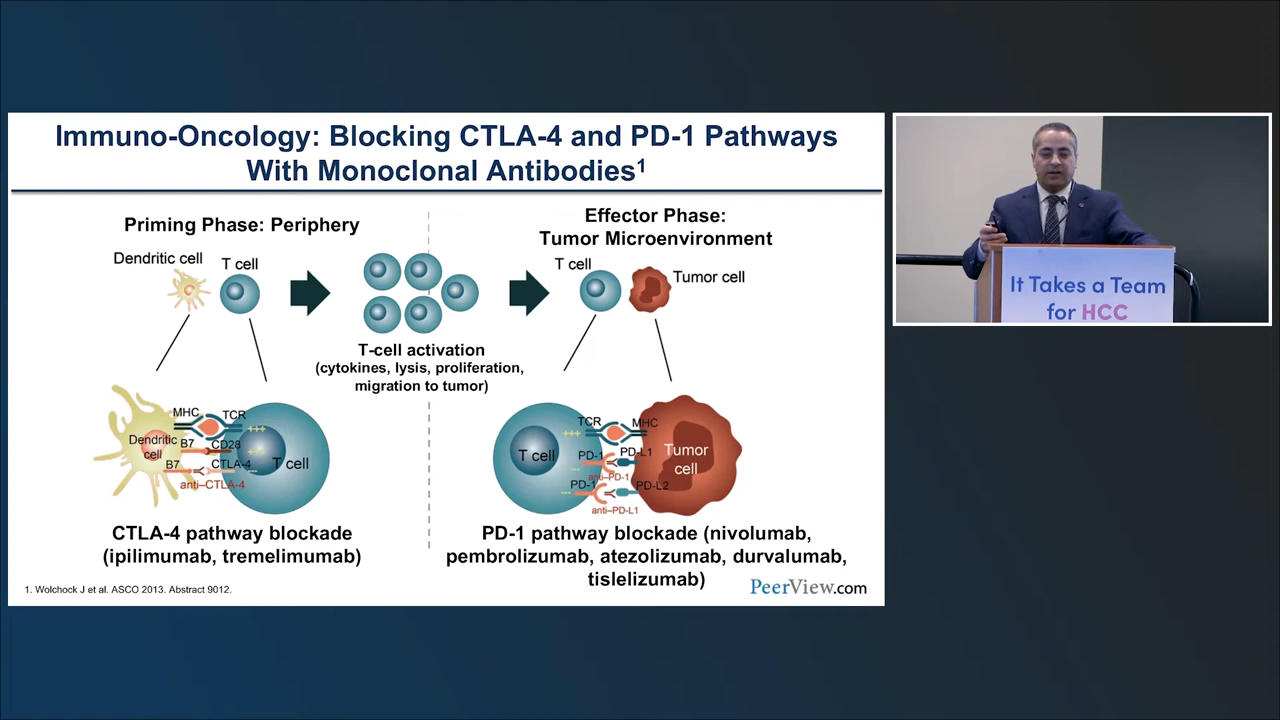 Immuno-Oncology: Blocking CTLA-4 and PD-1 Pathways
With Monoclonal Antibodies1
Priming Phase: Periphery
Dendritic cell
T cell
T-cell activation
(cytokines, lysis, proliferation,
migration to tumor)
MHC
TCR
Dendritic
cell
B7
CD28
B7
CTLA-4
T cell
anti–CTLA-4
CTLA-4 pathway blockade
(ipilimumab, tremelimumab)
Effector Phase:
Tumor Microenvironment
T cell
Tumor cell
TCR
MHC
T cell
PD-1
PD-L1
Tumor
cell
anti–PD-1
PD-1
PD-L2
anti–PD-L1
PD-1 pathway blockade (nivolumab,
pembrolizumab, atezolizumab, durvalumab,
tislelizumab)
1. Wolchock J et al. ASCO 2013. Abstract 9012.
PeerView.com
It Takes a Team
for HCC